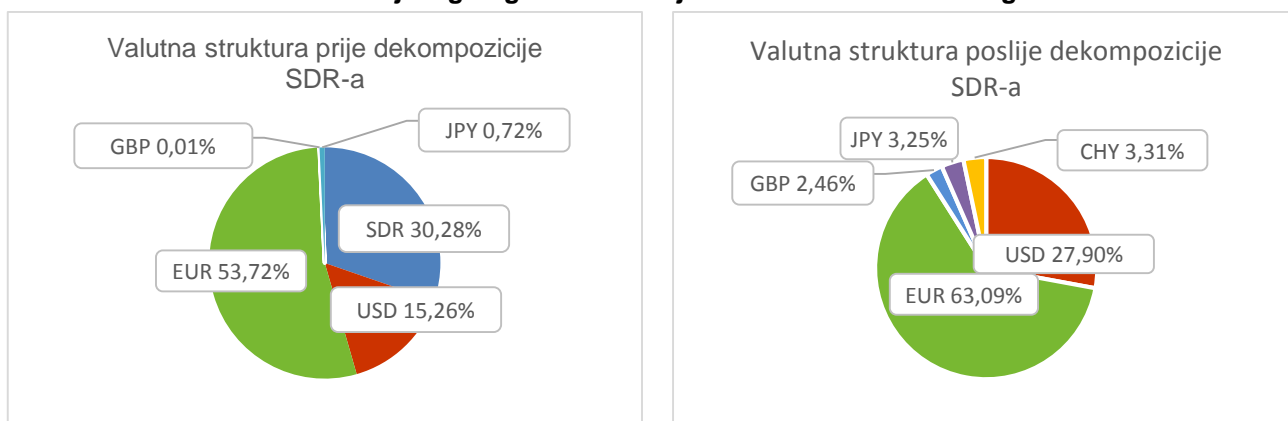 Valutna struktura prije dekompozicije
SDR-a
GBP 0,01%
JPY 0,72%
SDR 30,28%
EUR 53,72%
USD 15,26%
Valutna struktura poslije dekompozicije
SDR-a
JPY 3,25%
CHY 3,31%
GBP 2,46%
USD 27,90%
EUR 63,09%